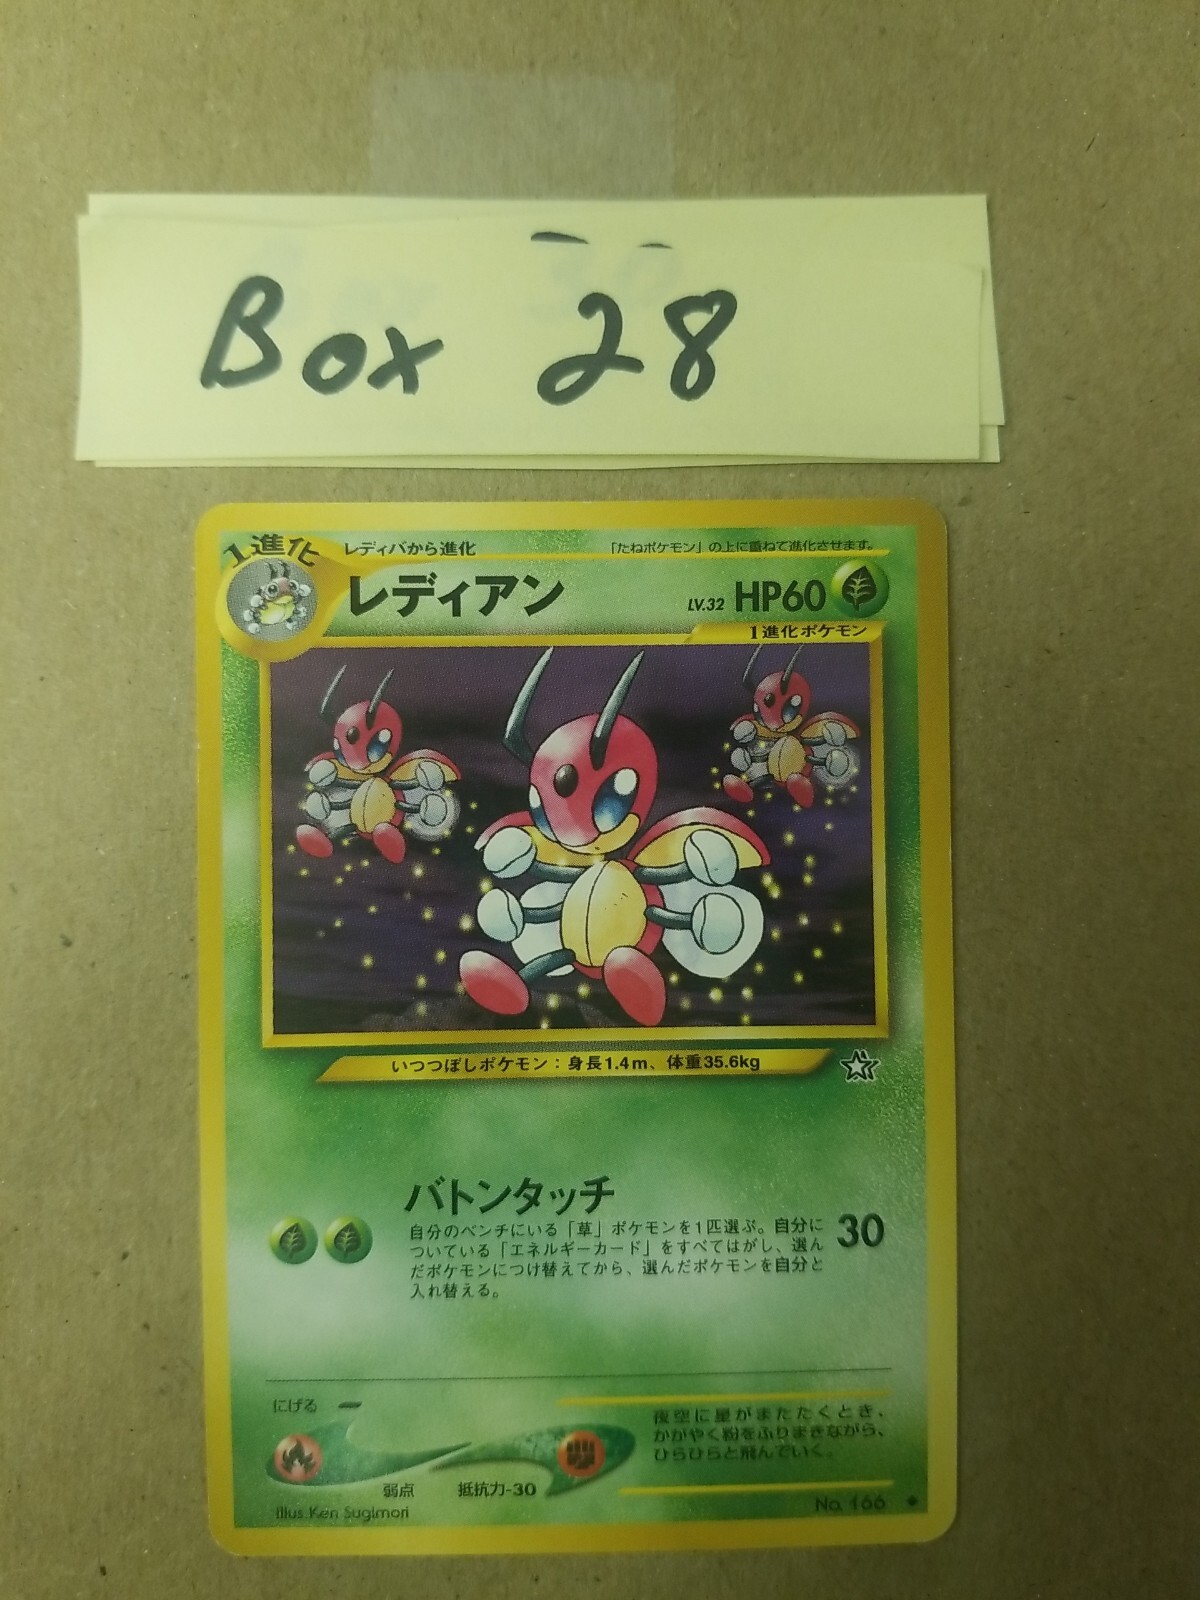 Box 28
1進化
レディバから進化
「たねポケモン」の上に重ねて進化させます。
レディアン
LV.32 HP60
1進化ポケモン
いつつぼしポケモン：身長1.4m、体重35.6kg
バトンタッチ
自分のベンチにいる「草」ポケモンを1匹選ぶ。自分に
ついている「エネルギーカード」をすべてはがし、選ん
だポケモンにつけ替えてから、選んだポケモンを自分と
入れ替える。
30
にげる
弱点
抵抗力-30
夜空に星がまたたくとき、
かがやく粉をふりまきながら、
ひらひらと飛んでいく。
Illus.Ken Sugimori
No. 166